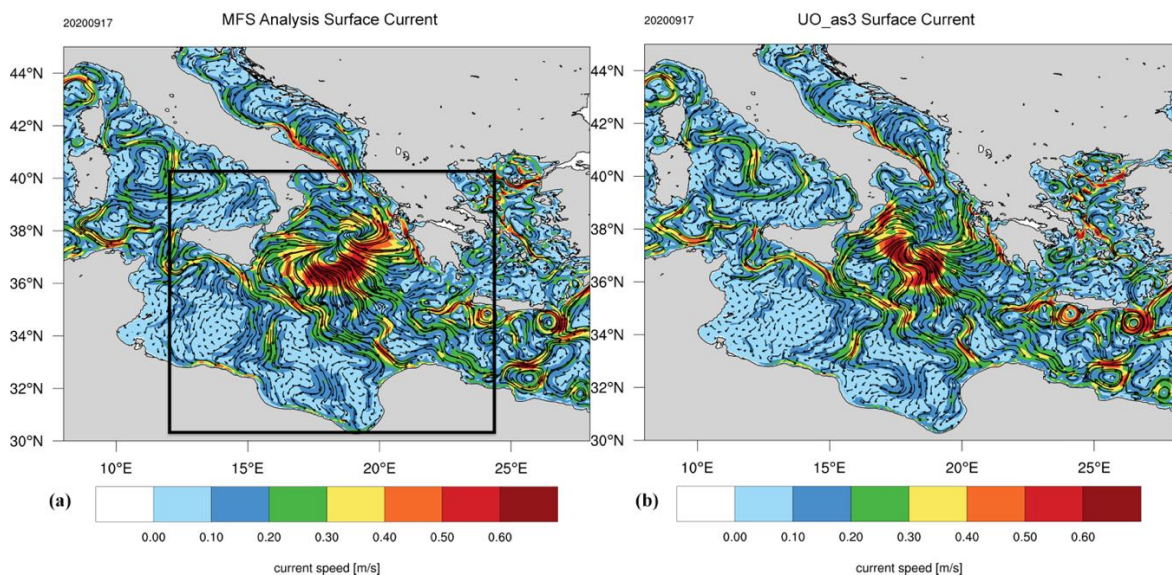 20200917 MFS Analysis Surface Current
44°N
42°N
40°N
38°N
36°N
34°N
32°N
30°N
10°E 15°E 20°E 25°E
(a)
0.00 0.10 0.20 0.30 0.40 0.50 0.60
current speed [m/s]
20200917 UO_as3 Surface Current
44°N
42°N
40°N
38°N
36°N
34°N
32°N
30°N
10°E 15°E 20°E 25°E
(b)
0.00 0.10 0.20 0.30 0.40 0.50 0.60
current speed [m/s]